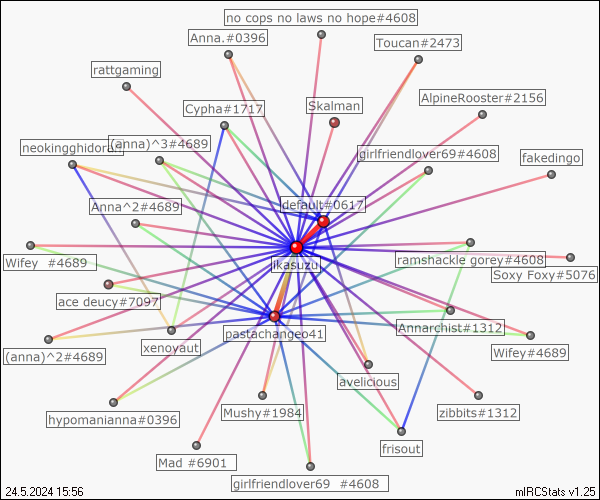 no cops no laws no hope#4608
Anna.#0396
Toucan#2473
rattgaming
AlpineRooster#2156
Cypha#1717
Skalman
neokingghidorah
(anna)^3#4689
girlfriendlover69#4608
fakedingo
Anna^2#4689
default#0617
Wifey #4689
ikasuzu
ramshackle gorey#4608
Soxy Foxy#5076
ace deucy#7097
pastachangeo41
Annarchist#1312
(anna)^2#4689
xenoyaut
Wifey#4689
avelicious
hypomanianna#0396
Mushy#1984
zibbits#1312
frisout
Mad #6901
girlfriendlover69 #4608
24.5.2024 15:56
mIRCStats v1.25